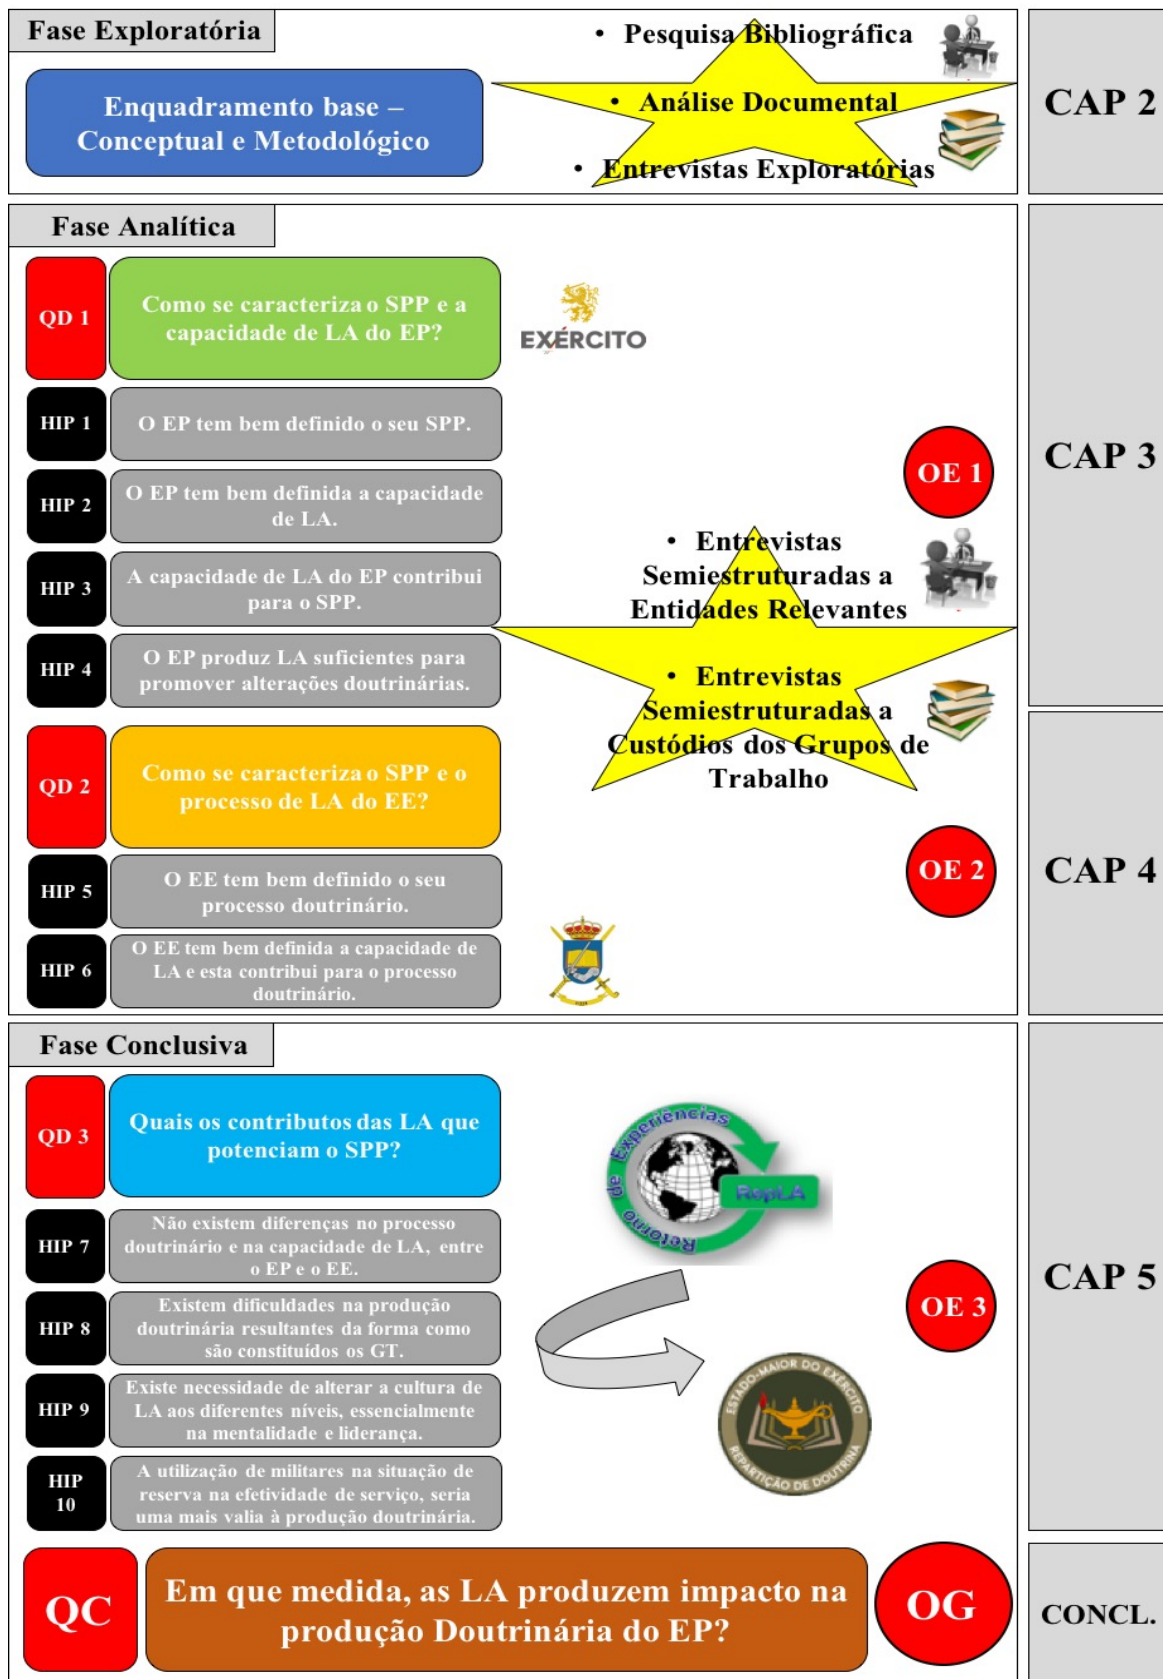 Fase Exploratória
Enquadramento base –
Conceptual e Metodológico
• Pesquisa Bibliográfica
• Análise Documental
• Entrevistas Exploratórias
CAP 2
Fase Analítica
QD 1
Como se caracteriza o SPP e a
capacidade de LA do EP?
EXÉRCITO
HIP 1
O EP tem bem definido o seu SPP.
HIP 2
O EP tem bem definida a capacidade
de LA.
HIP 3
A capacidade de LA do EP contribui
para o SPP.
HIP 4
O EP produz LA suficientes para
promover alterações doutrinárias.
OE 1
CAP 3
• Entrevistas
Semiestruturadas a
Entidades Relevantes
• Entrevistas
Semiestruturadas a
Custódios dos Grupos de
Trabalho
QD 2
Como se caracteriza o SPP e o
processo de LA do EE?
HIP 5
O EE tem bem definido o seu
processo doutrinário.
HIP 6
O EE tem bem definida a capacidade de
LA e esta contribui para o processo
doutrinário.
OE 2
CAP 4
Fase Conclusiva
QD 3
Quais os contributos das LA que
potenciam o SPP?
Retorno de Experiências
RepLA
HIP 7
Não existem diferenças no processo
doutrinário e na capacidade de LA, entre
o EP e o EE.
HIP 8
Existem dificuldades na produção
doutrinária resultantes da forma como
são constituídos os GT.
HIP 9
Existe necessidade de alterar a cultura de
LA aos diferentes níveis, essencialmente
na mentalidade e liderança.
HIP
10
A utilização de militares na situação de
reserva na efetividade de serviço, seria
uma mais valia à produção doutrinária.
OE 3
ESTADO-MAIOR DO EXÉRCITO
REPARTIÇÃO DE DOUTRINA
CAP 5
QC
Em que medida, as LA produzem impacto na
produção Doutrinária do EP?
OG
CONCL.